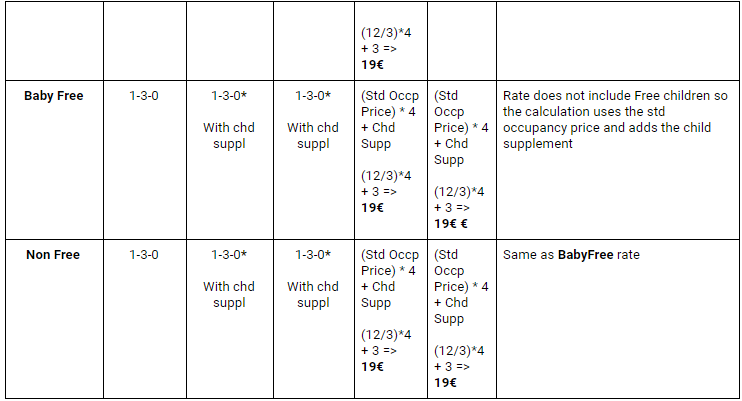 (12/3)*4
+ 3 =>
19€
Baby Free
1-3-0
1-3-0*
With chd
suppl
1-3-0*
With chd
suppl
(Std Occp
Price) * 4
+ Chd
Supp
(12/3)*4
+ 3 =>
19€
(Std
Occp
Price) * 4
+ Chd
Supp
(12/3)*4
+ 3 =>
19€ €
Rate does not include Free children so
the calculation uses the std
occupancy price and adds the child
supplement
Non Free
1-3-0
1-3-0*
With chd
suppl
1-3-0*
With chd
suppl
(Std Occp
Price) * 4
+ Chd
Supp
(12/3)*4
+ 3 =>
19€
(Std
Occp
Price) * 4
+ Chd
Supp
(12/3)*4
+ 3 =>
19€
Same as BabyFree rate